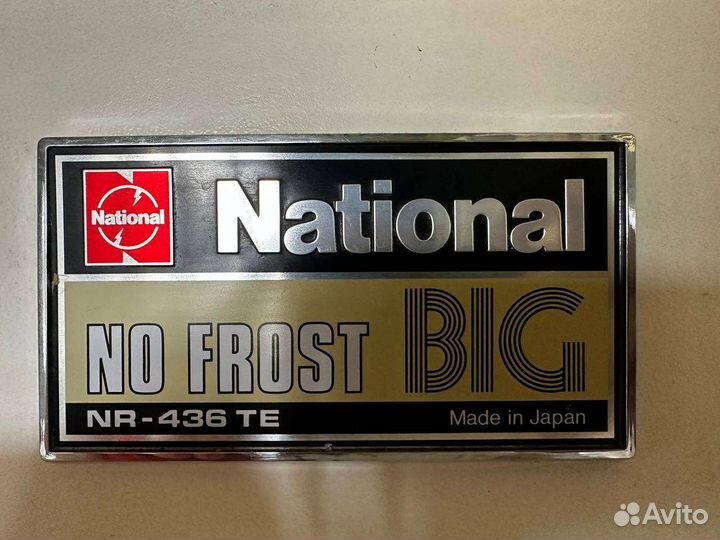 National
National
NO FROST BIG
NR-436 TE
Made in Japan
Avito